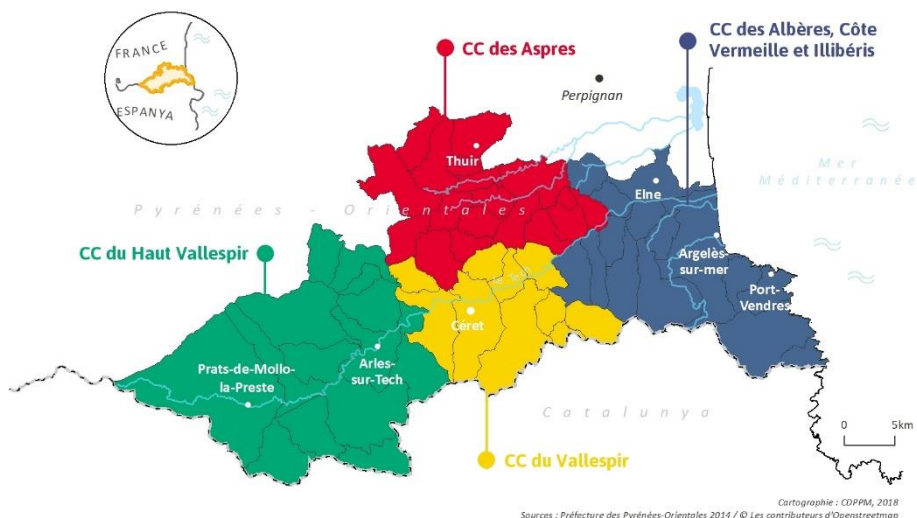 FRANCE
ESPANYA
CC des Aspres
CC des Albères, Côte
Vermeille et Illibéris
Perpignan
Thuir
Elne
Mer
Méditerranée
Pyrénées - Orientales
CC du Haut Vallespir
Argelès-
sur-mer
Port-
Vendres
le Tech
Céret
Prats-de-Mollo-
la-Preste
Arles-
sur-Tech
Catalunya
0 5km
CC du Vallespir
Cartographie : CDPPM, 2018
Sources : Préfecture des Pyrénées-Orientales 2014 / © Les contributeurs d'Openstreetmap